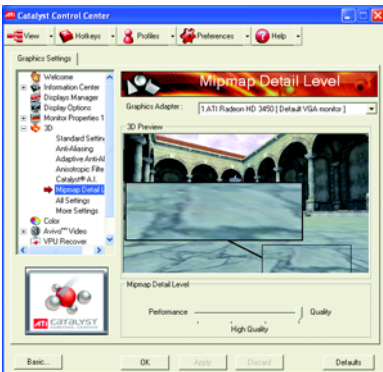 Catalyst Control Center
View
Hotkeys
Profiles
Preferences
Help
Graphics Settings
Welcome
Information Center
Displays Manager
Display Options
Monitor Properties 1
3D
Standard Settin
Anti-Aliasing
Adaptive Anti-Al
Anisotropic Filte
Catalyst® A.I.
Mipmap Detail L
All Settings
More Settings
Color
Avivo™ Video
VPU Recover
ATI CATALYST
CONTROL CENTER
Mipmap Detail Level
Graphics Adapter:
1.ATI Radeon HD 3450 [ Default VGA monitor ]
3D Preview
Mipmap Detail Level
Performance
Quality
High Quality
Basic...
OK
Apply
Discard
Defaults